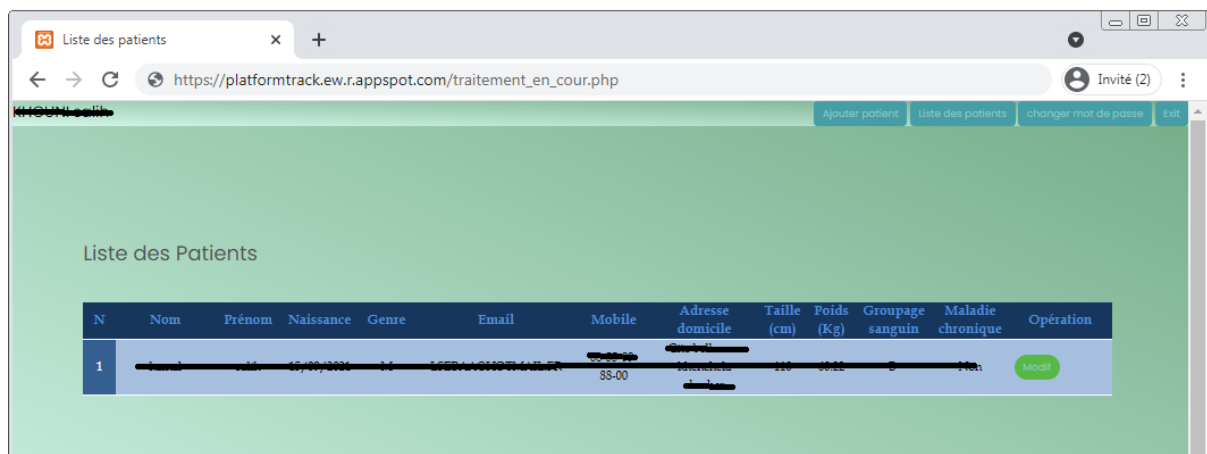 Liste des patients
https://platformtrack.ew.r.appspot.com/traitement_en_cour.php
Invité (2)
Ajouter patient Liste des patients changer mot de passe Exit
Liste des Patients
N Nom Prénom Naissance Genre Email Mobile Adresse domicile Taille (cm) Poids (Kg) Groupage sanguin Maladie chronique Opération
1 88-00 Modif